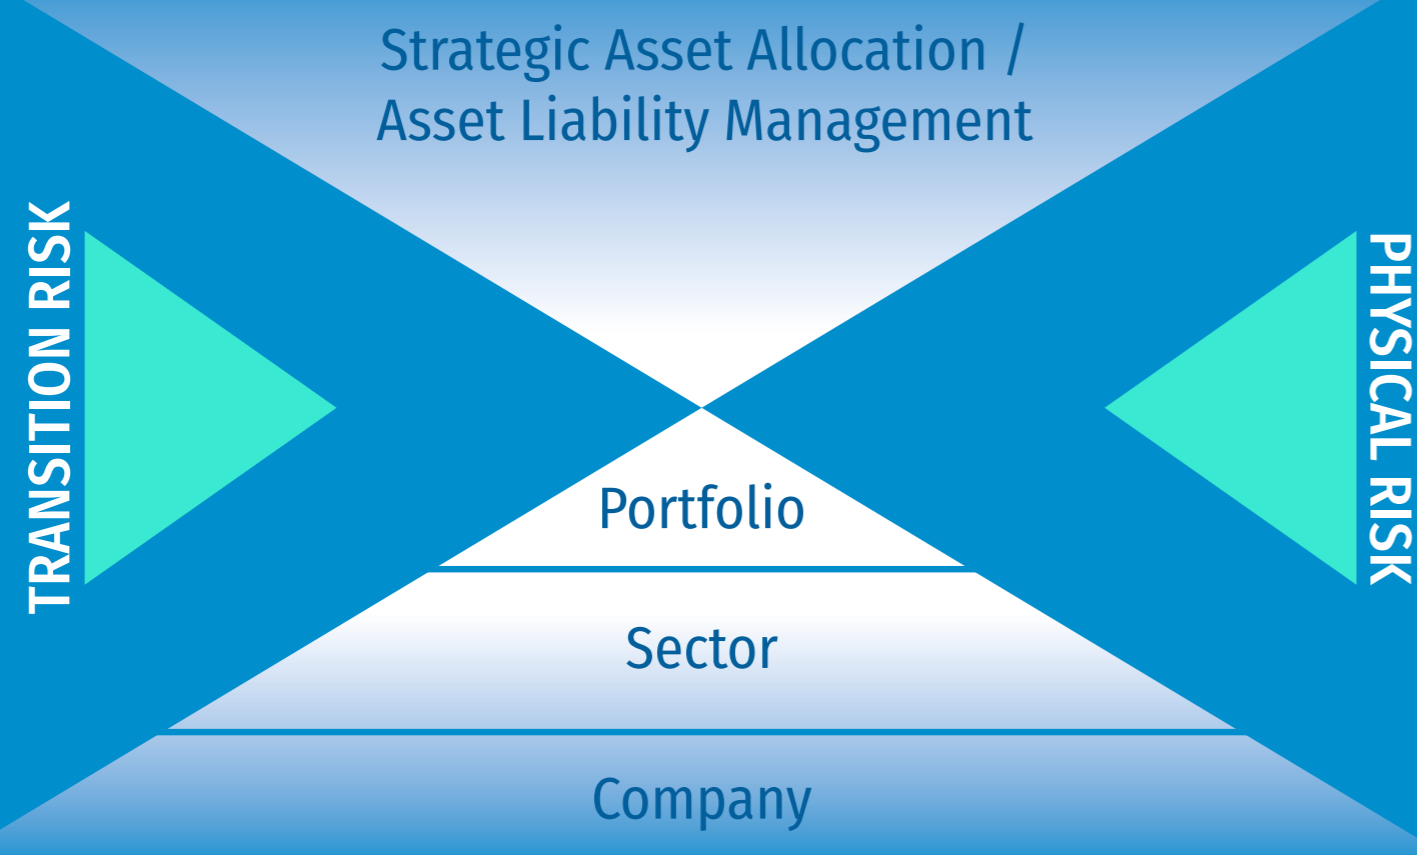 Strategic Asset Allocation /
Asset Liability Management
TRANSITION RISK
PHYSICAL RISK
Portfolio
Sector
Company